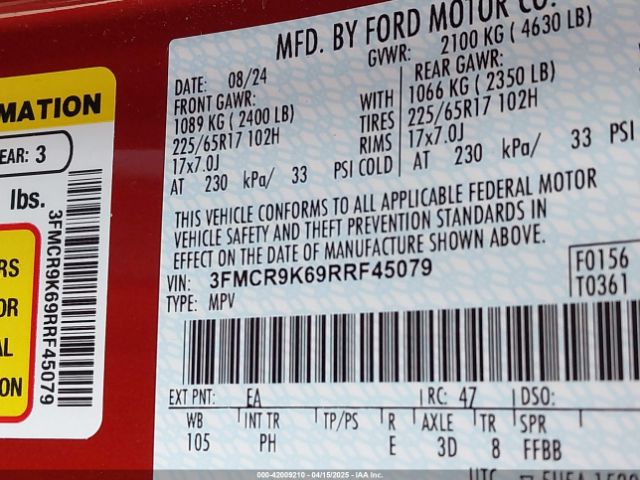 MFD. BY FORD MOTOR CO.
DATE: 08/24 GVWR: 2100 KG ( 4630 LB)
FRONT GAWR: REAR GAWR:
1089 KG ( 2400 LB) WITH 1066 KG ( 2350 LB)
225/65R17 102H TIRES 225/65R17 102H
17x7.0J RIMS 17x7.0J
AT 230 kPa/ 33 PSI COLD AT 230 kPa/ 33 PSI
THIS VEHICLE CONFORMS TO ALL APPLICABLE FEDERAL MOTOR
VEHICLE SAFETY AND THEFT PREVENTION STANDARDS IN
EFFECT ON THE DATE OF MANUFACTURE SHOWN ABOVE.
VIN: 3FMCR9K69RRF45079
TYPE: MPV
F0156
T0361
EXT PNT: EA RC: 47 DSO:
WB INT TR TP/PS R AXLE TR SPR
105 PH E 3D 8 FFBB
UTC
MATION
EAR: 3
lbs.
3FMCR9K69RRF45079
RS
OR
AL
ON
000-42009210 - 04/15/2025 - IAA Inc.